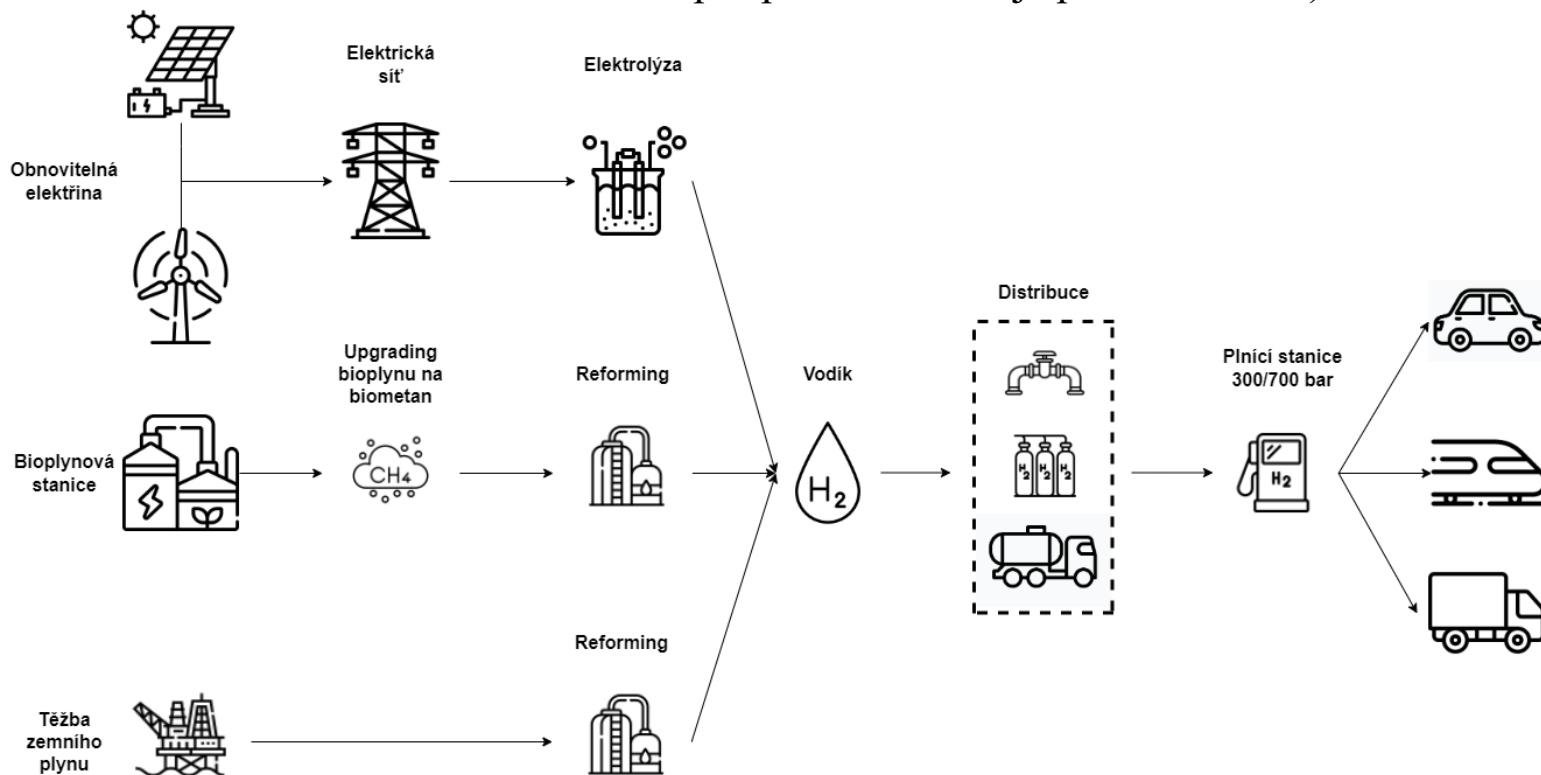 Elektrická
síť
Elektrolýza
Obnovitelná
elektřina
Distribuce
Upgrading
bioplynu na
biometan
Reforming
Vodík
Plnící stanice
300/700 bar
Bioplynová
stanice
CH4
H2
H2
H2
H2
H2
Reforming
Těžba
zemního
plynu